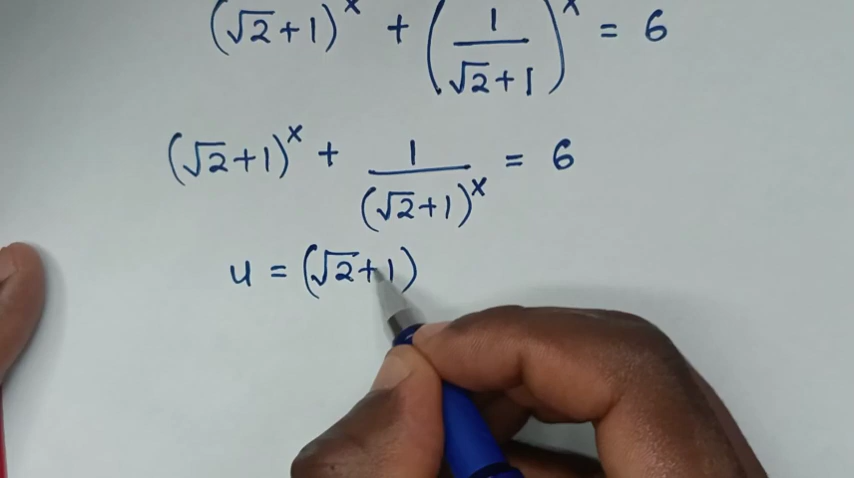 (√2+1)^x + (1/(√2+1))^x = 6
(√2+1)^x + 1/(√2+1)^x = 6
u = (√2+1)